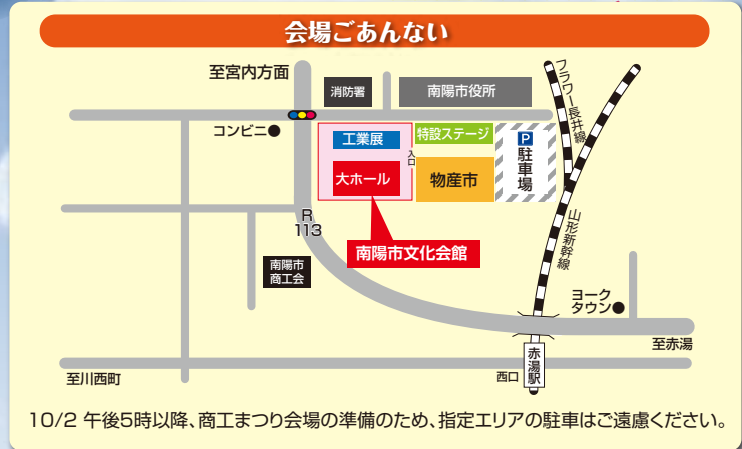 会場ごあんない
至宮内方面
消防署
南陽市役所
フラワー長井線
コンビニ●
工業展
特設ステージ
入口
P
駐車場
大ホール
物産市
R
113
山形新幹線
南陽市文化会館
南陽市
商工会
ヨーク
タウン●
至赤湯
赤湯駅
西口
至川西町
10/2 午後5時以降、商工まつり会場の準備のため、指定エリアの駐車はご遠慮ください。